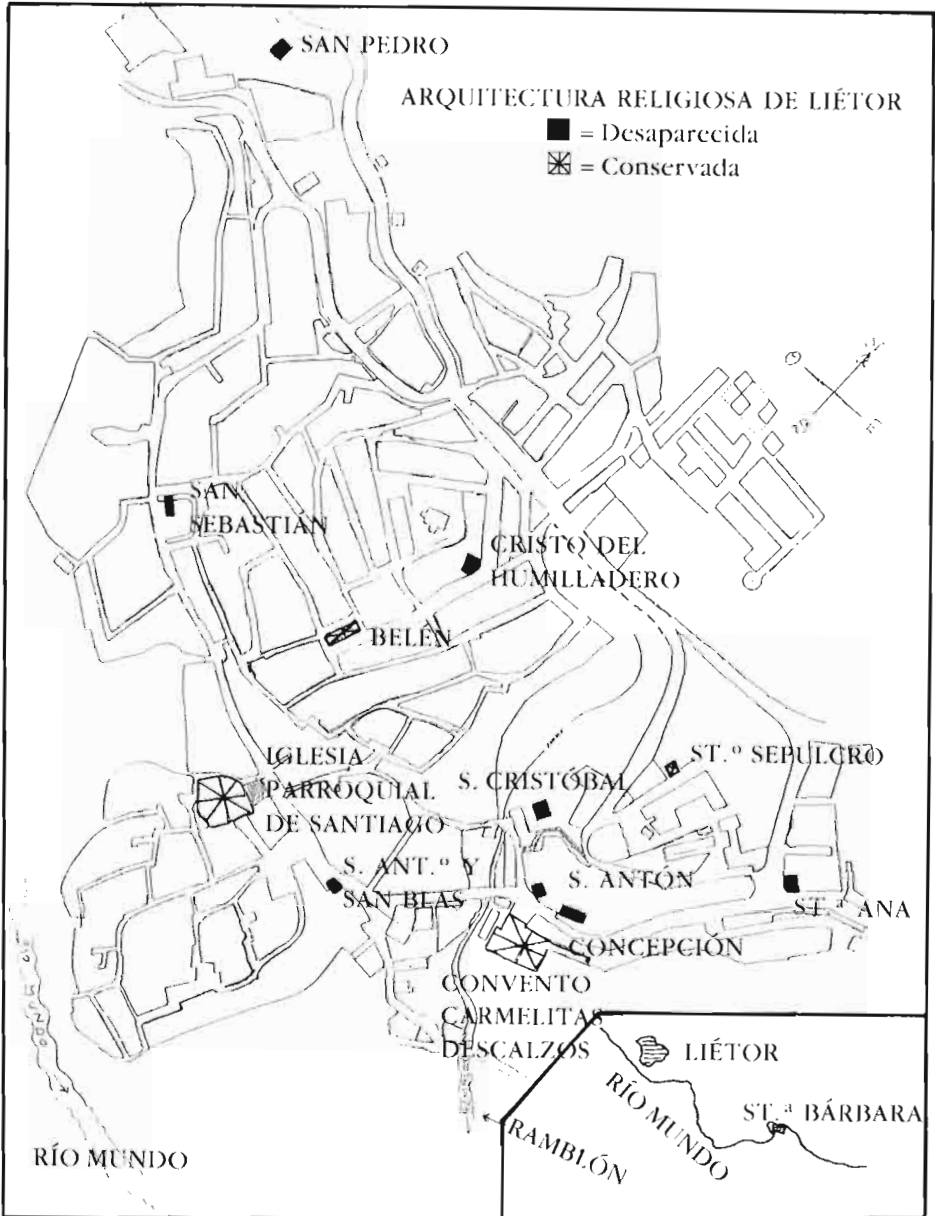 SAN PEDRO
ARQUITECTURA RELIGIOSA DE LIÉTOR
= Desaparecida
= Conservada
SAN
SEBASTIAN
CRISTO DEL
HUMILLADERO
BELÉN
IGLESIA
PARROQUIAL
DE SANTIAGO
S. CRISTÓBAL
ST.º SEPULCRO
S. ANT.º Y
SAN BLAS
S. ANTÓN
ST.ª ANA
CONCEPCIÓN
CONVENTO
CARMELITAS
DESCALZOS
LIÉTOR
RÍO MUNDO
ST.ª BÁRBARA
RAMBLÓN
RÍO MUNDO